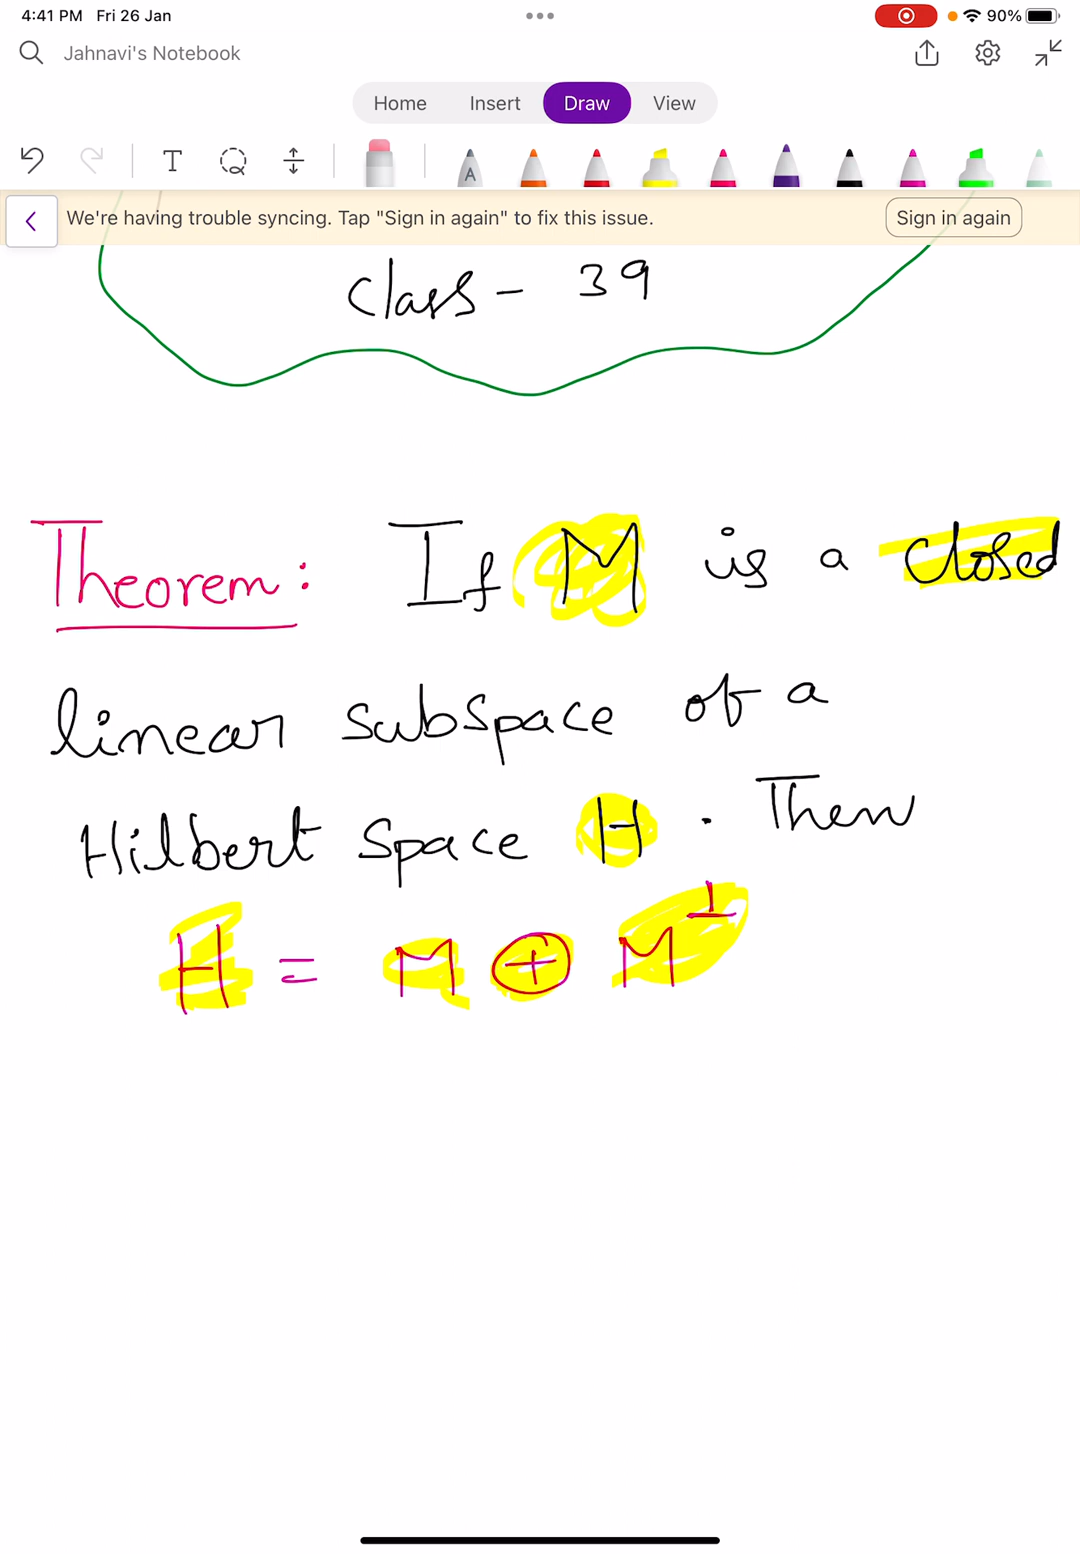 4:41 PM Fri 26 Jan 90%
Jahnavi's Notebook
Home Insert Draw View
T A
We're having trouble syncing. Tap "Sign in again" to fix this issue. Sign in again
Class - 39
Theorem: If M is a closed
linear subspace of a
Hilbert Space H. Then
H = M ⊕ M⊥